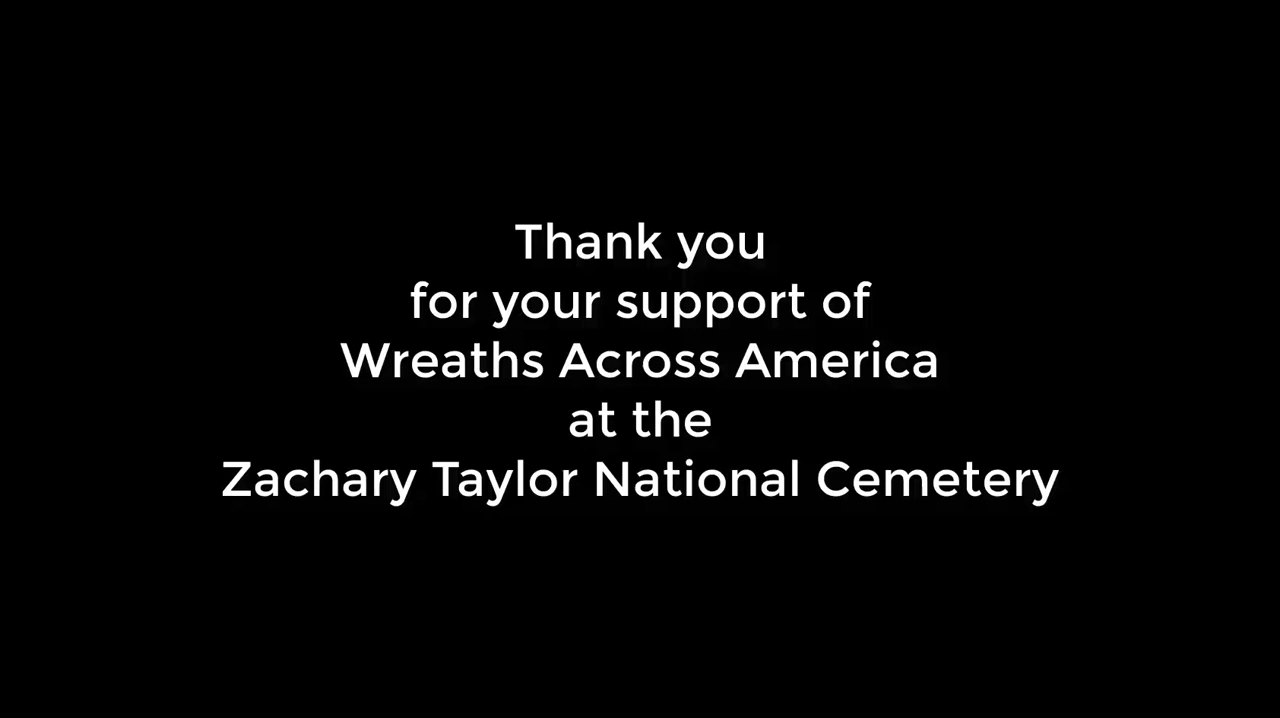 Thank you
for your support of
Wreaths Across America
at the
Zachary Taylor National Cemetery